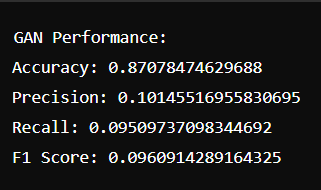 GAN Performance:
Accuracy: 0.87078474629688
Precision: 0.10145516955830695
Recall: 0.09509737098344692
F1 Score: 0.0960914289164325